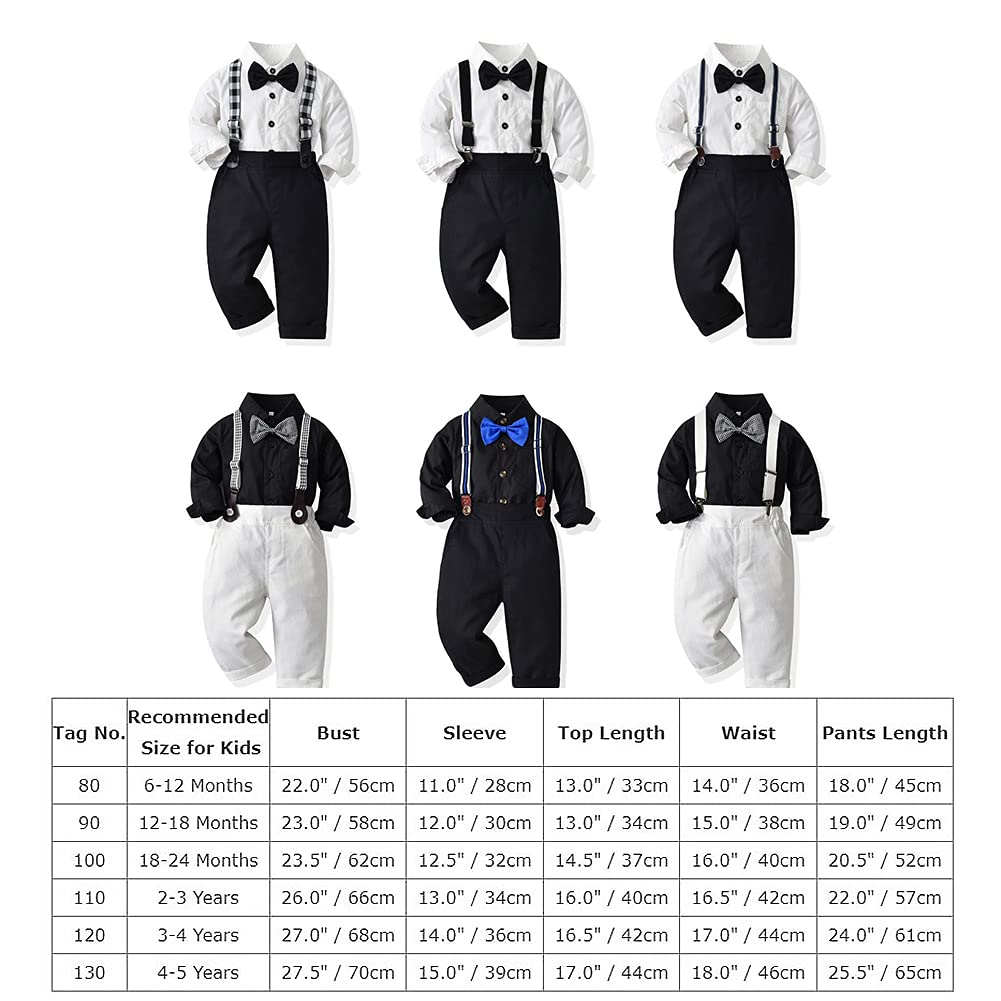 Tag No. Recommended Size for Kids Bust Sleeve Top Length Waist Pants Length
80 6-12 Months 22.0" / 56cm 11.0" / 28cm 13.0" / 33cm 14.0" / 36cm 18.0" / 45cm
90 12-18 Months 23.0" / 58cm 12.0" / 30cm 13.0" / 34cm 15.0" / 38cm 19.0" / 49cm
100 18-24 Months 23.5" / 62cm 12.5" / 32cm 14.5" / 37cm 16.0" / 40cm 20.5" / 52cm
110 2-3 Years 26.0" / 66cm 13.0" / 34cm 16.0" / 40cm 16.5" / 42cm 22.0" / 57cm
120 3-4 Years 27.0" / 68cm 14.0" / 36cm 16.5" / 42cm 17.0" / 44cm 24.0" / 61cm
130 4-5 Years 27.5" / 70cm 15.0" / 39cm 17.0" / 44cm 18.0" / 46cm 25.5" / 65cm